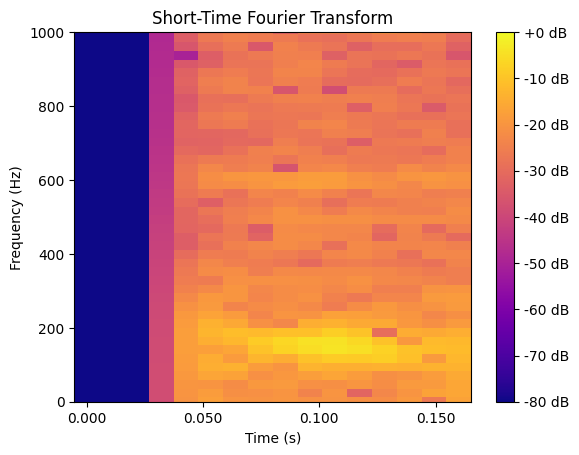 Short-Time Fourier Transform
1000
800
600
400
200
0
Frequency (Hz)
0.000
0.050
0.100
0.150
Time (s)
+0 dB
-10 dB
-20 dB
-30 dB
-40 dB
-50 dB
-60 dB
-70 dB
-80 dB